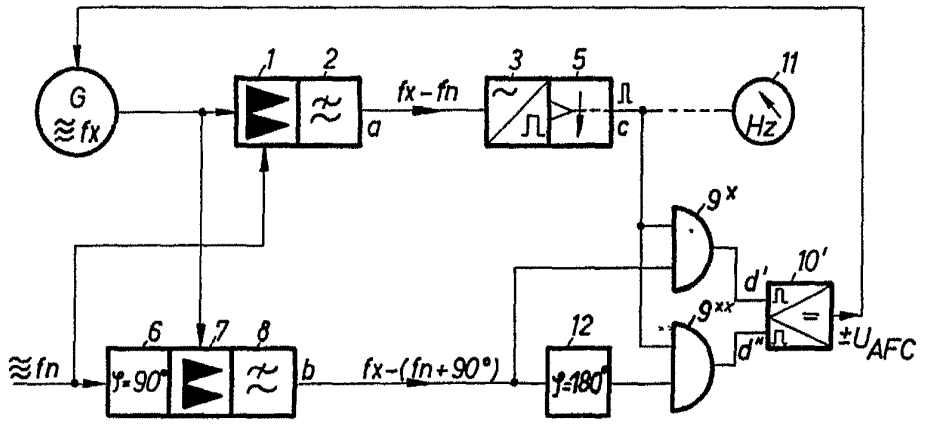 1
2
3
5
11
G
≋ fx
fx-fn
a
c
Hz
9ˣ
d'
10'
9ˣˣ
d"
±U_AFC
6
7
8
12
≋ fn
φ=90°
b
fx-(fn+90°)
φ=180°